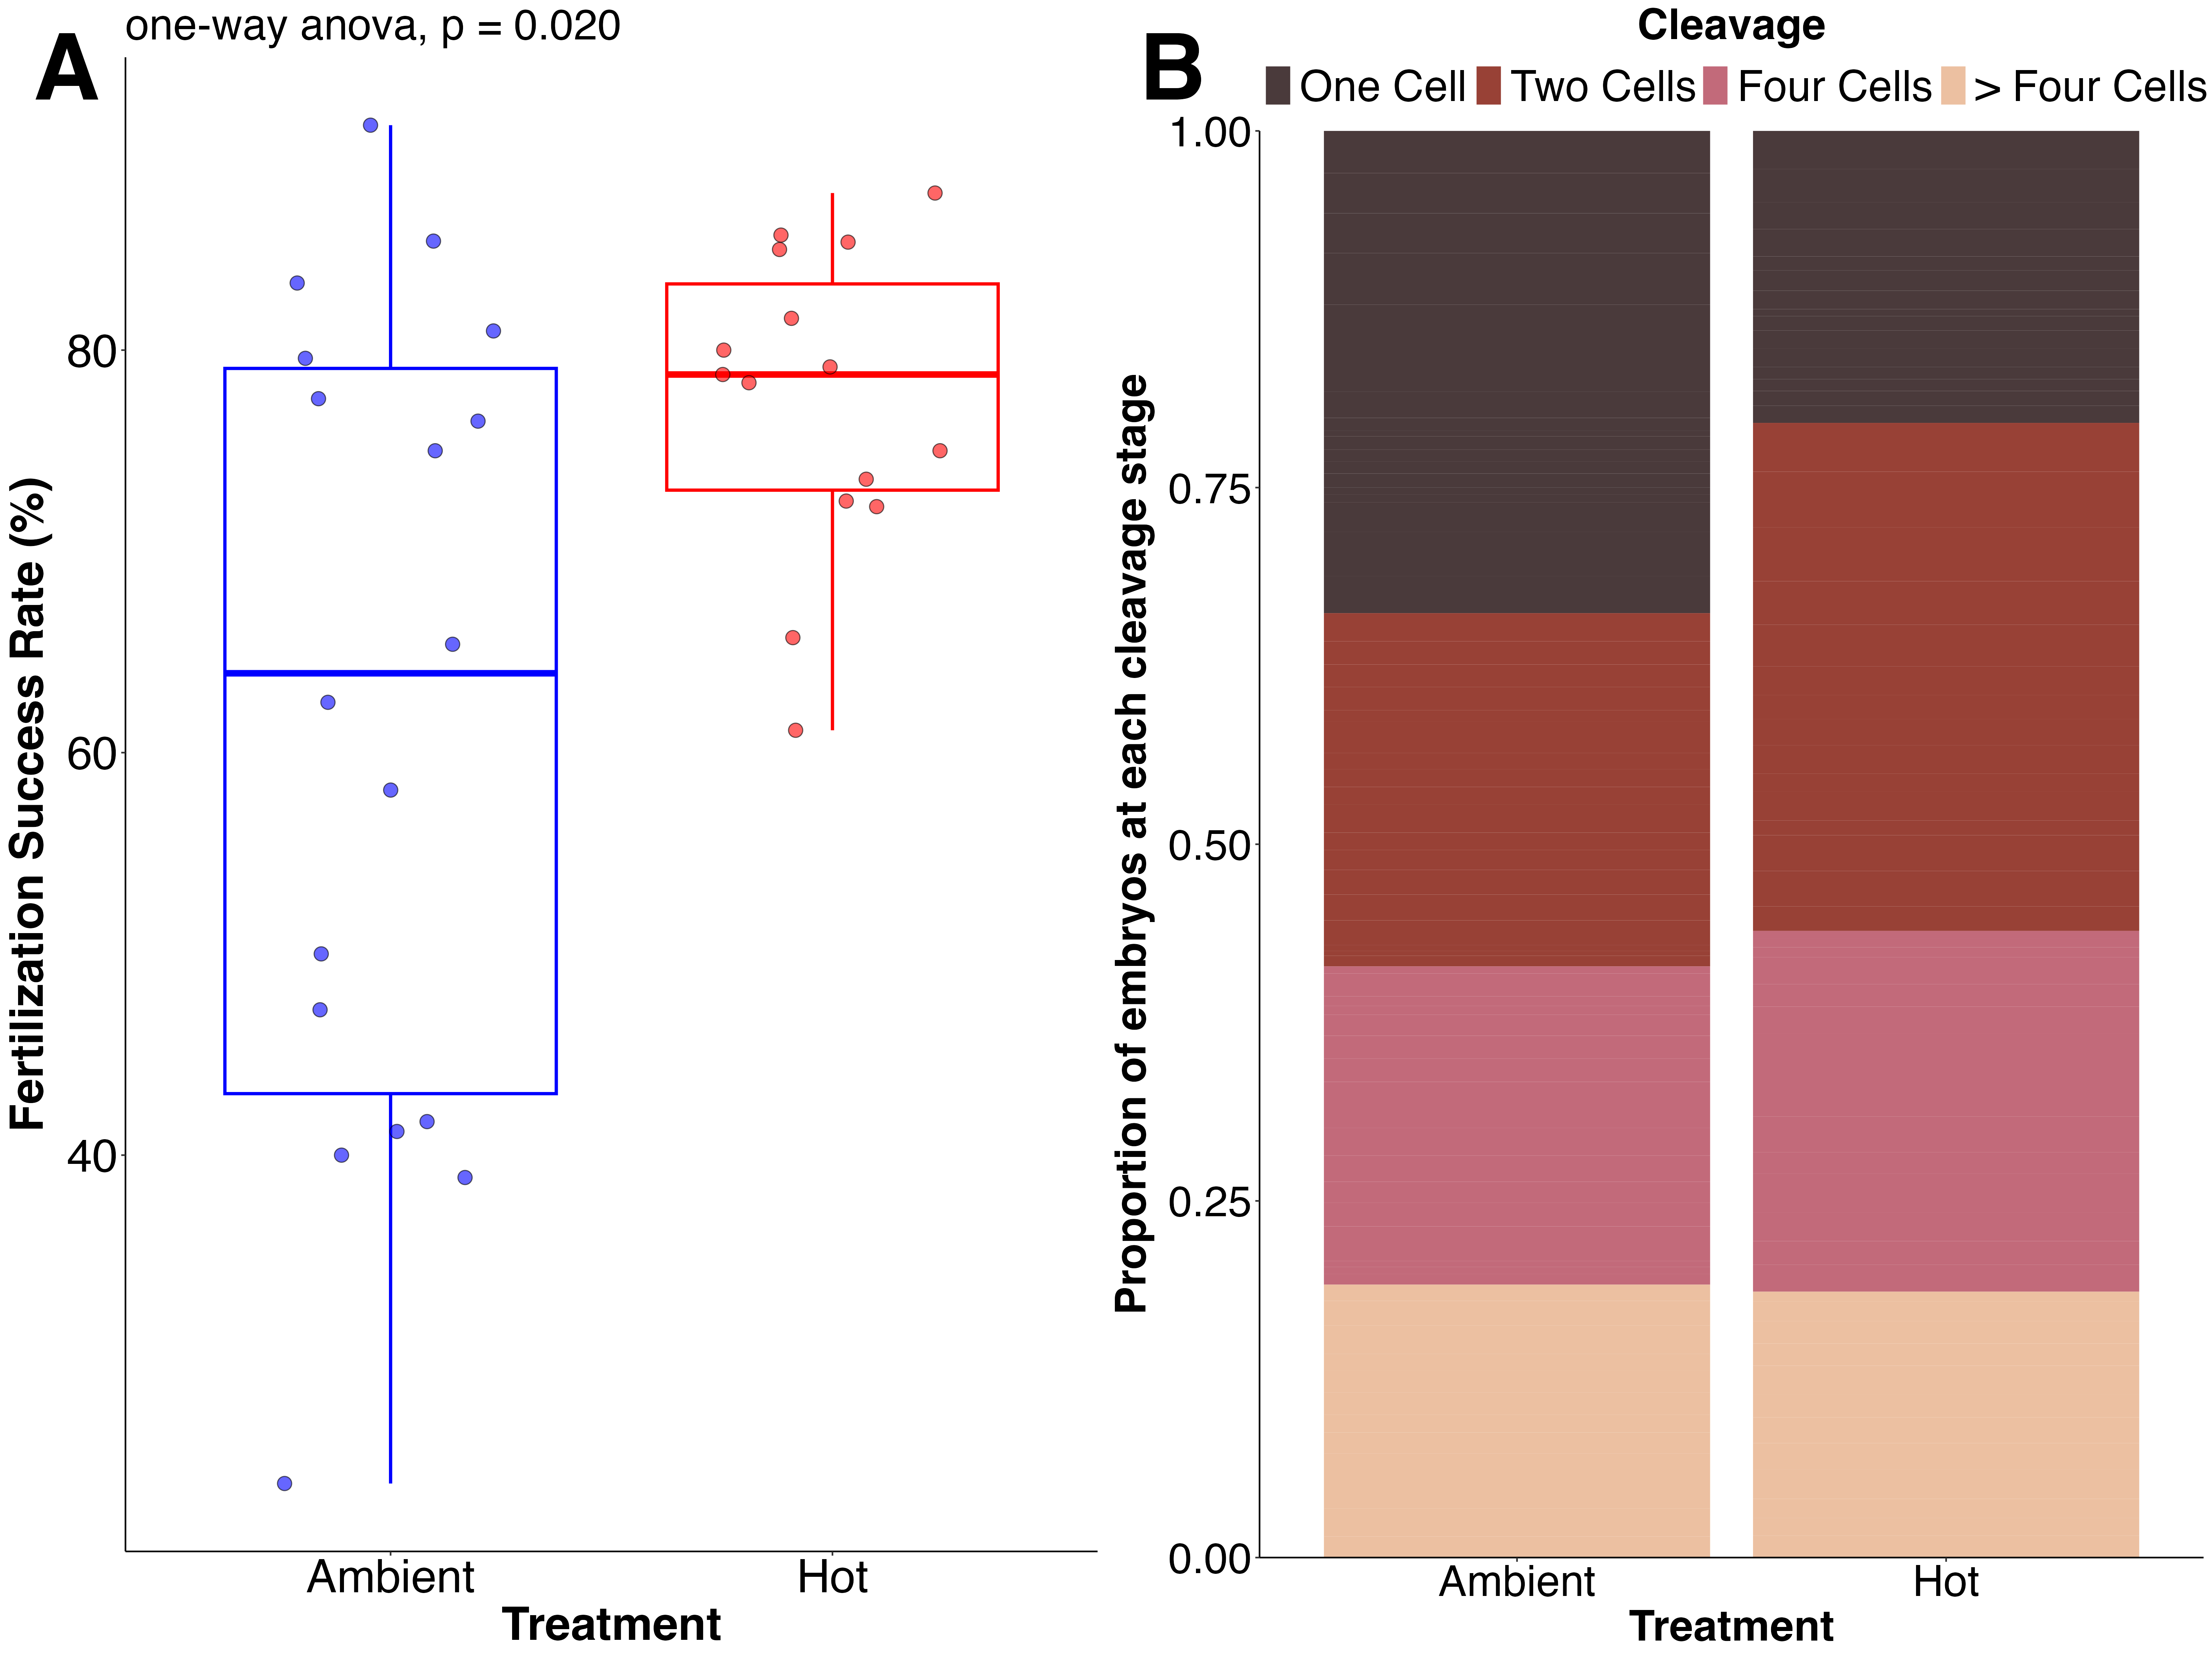 A
one-way anova, p = 0.020
Fertilization Success Rate (%)
80
60
40
Ambient
Hot
Treatment
B
Cleavage
One Cell
Two Cells
Four Cells
> Four Cells
Proportion of embryos at each cleavage stage
1.00
0.75
0.50
0.25
0.00
Ambient
Hot
Treatment